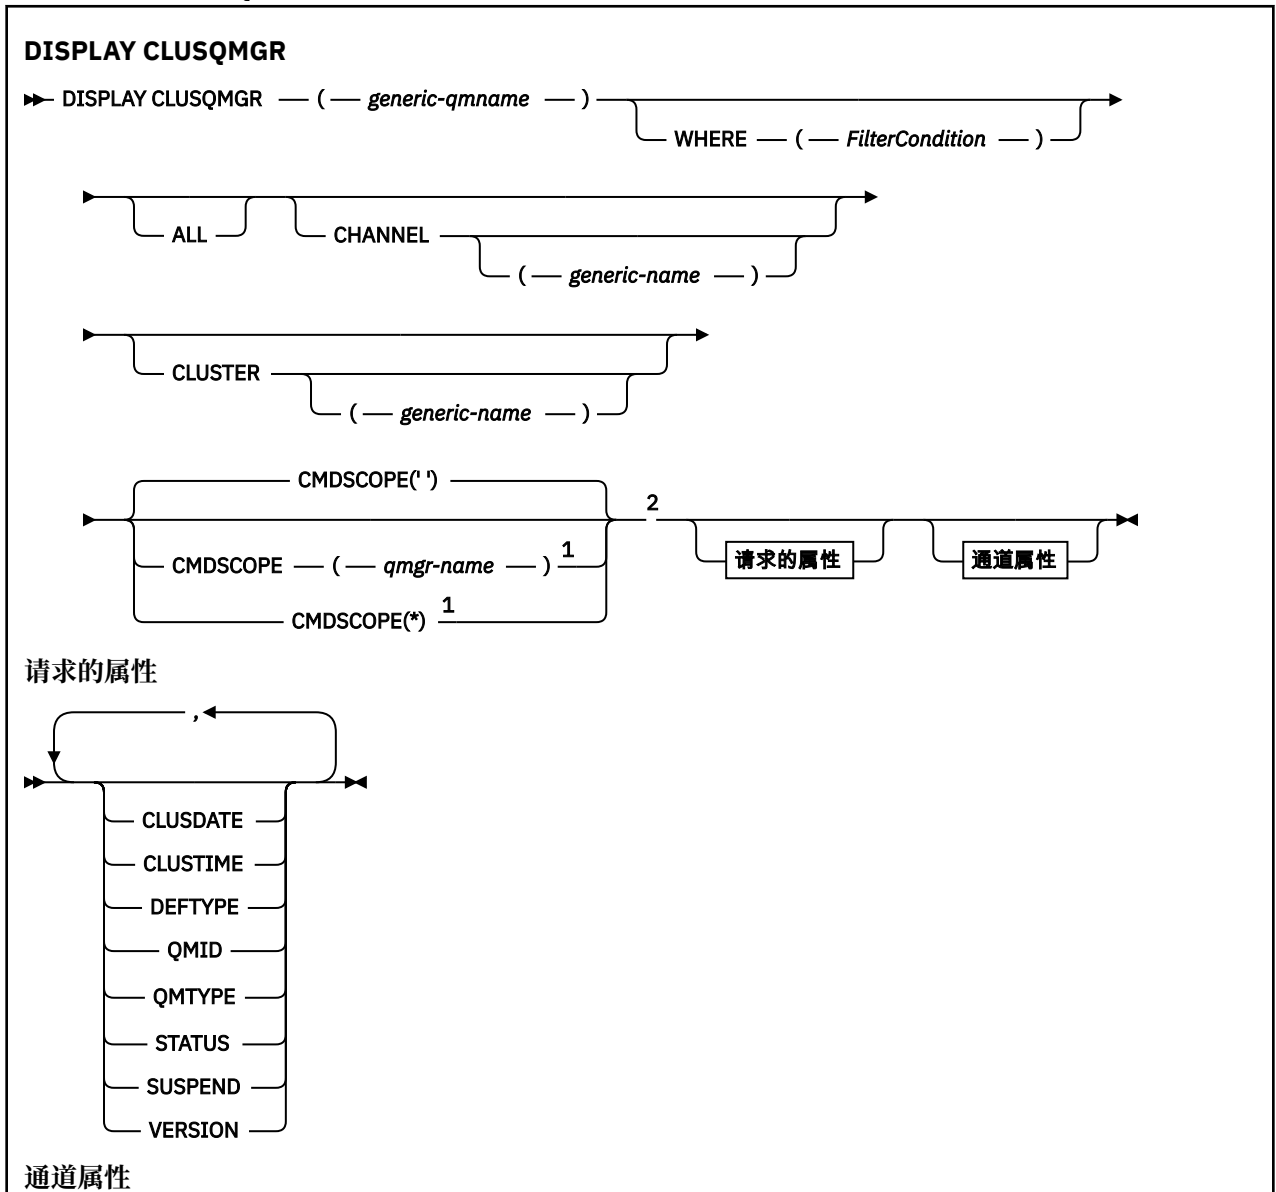 DISPLAY CLUSQMGR
DISPLAY CLUSQMGR ( generic-qmname )
WHERE ( FilterCondition )
ALL CHANNEL
( generic-name )
CLUSTER
( generic-name )
CMDSCOPE(' ')
2
CMDSCOPE ( qmgr-name ) 1
请求的属性 通道属性
CMDSCOPE(*) 1
请求的属性
,
CLUSDATE
CLUSTIME
DEFTYPE
QMID
QMTYPE
STATUS
SUSPEND
VERSION
通道属性